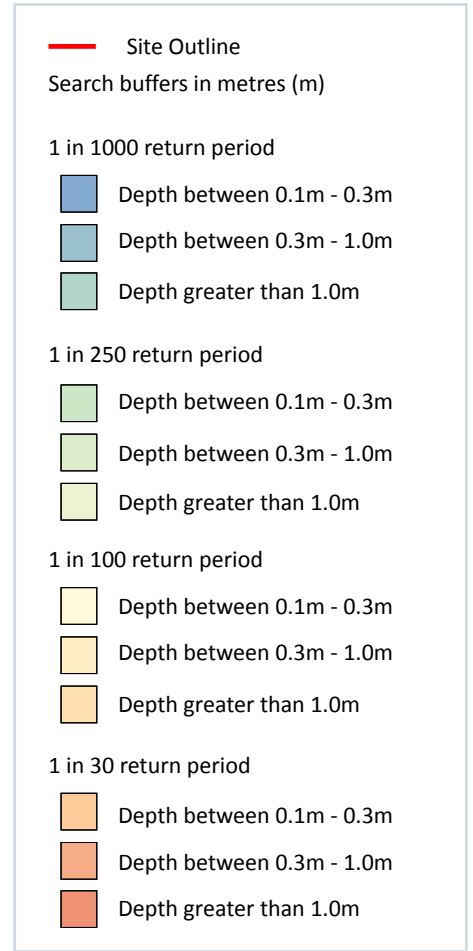 Site Outline
Search buffers in metres (m)
1 in 1000 return period
Depth between 0.1m - 0.3m
Depth between 0.3m - 1.0m
Depth greater than 1.0m
1 in 250 return period
Depth between 0.1m - 0.3m
Depth between 0.3m - 1.0m
Depth greater than 1.0m
1 in 100 return period
Depth between 0.1m - 0.3m
Depth between 0.3m - 1.0m
Depth greater than 1.0m
1 in 30 return period
Depth between 0.1m - 0.3m
Depth between 0.3m - 1.0m
Depth greater than 1.0m